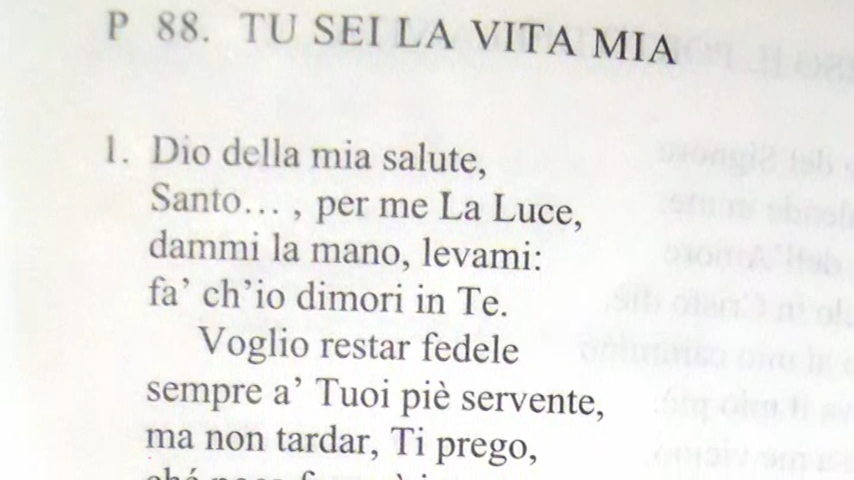 P 88. TU SEI LA VITA MIA
1. Dio della mia salute,
Santo... , per me La Luce,
dammi la mano, levami:
fa' ch'io dimori in Te.
Voglio restar fedele
sempre a' Tuoi piè servente,
ma non tardar, Ti prego,